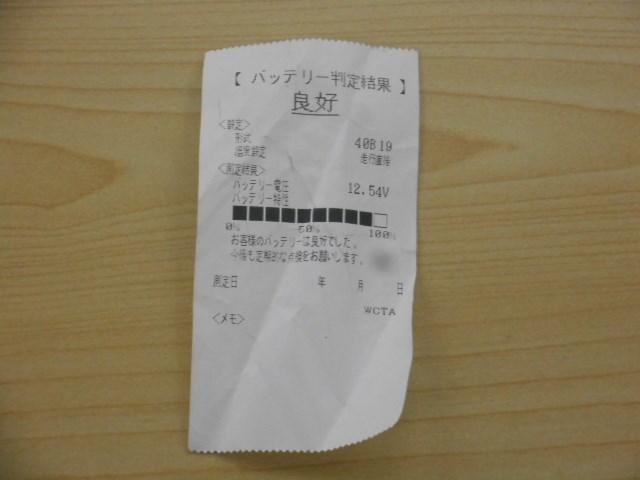 【 バッテリー判定結果 】
良好
<設定>
形式 40B19
温度設定 走行直後
<測定結果>
バッテリー電圧 12.54V
バッテリー特性
0% 50% 100%
お客様のバッテリーは良好でした。
今後も定期的な点検をお願いします。
測定日 年 月 日
WCTA
<メモ>